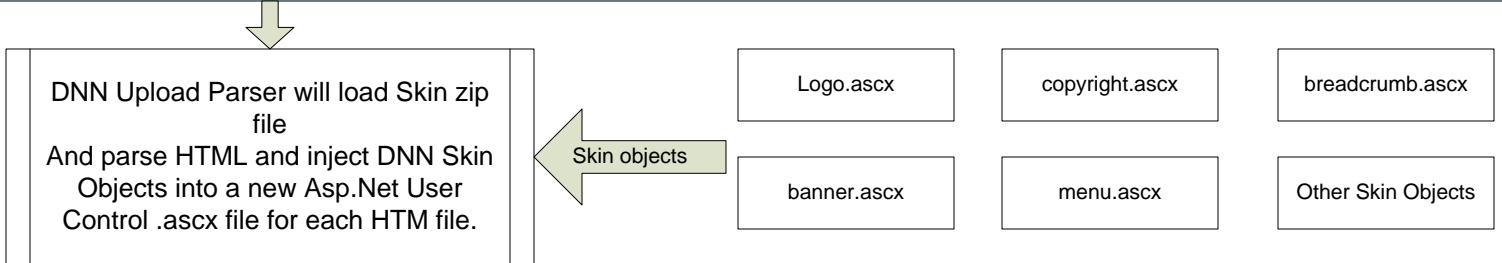 DNN Upload Parser will load Skin zip
file
And parse HTML and inject DNN Skin
Objects into a new Asp.Net User
Control .ascx file for each HTM file.
Skin objects
Logo.ascx
copyright.ascx
breadcrumb.ascx
banner.ascx
menu.ascx
Other Skin Objects